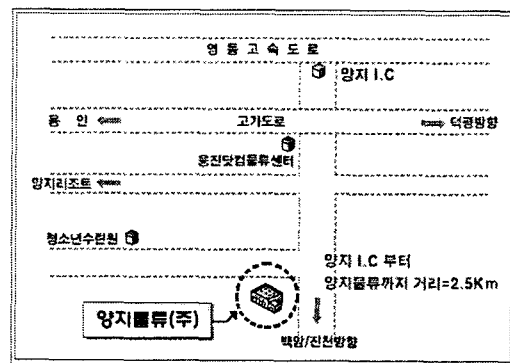 영 동 고 속 도 로
양지 I.C
용 인
고가도로
덕광방향
웅진닷컴물류센터
양지리조트
청소년수련원
양지 I.C 부터
양지물류까지 거리=2.5Km
양지물류(주)
백암/진천방향